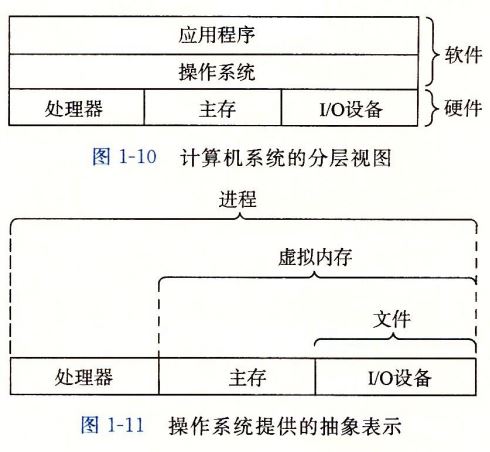 应用程序
操作系统
软件
处理器 主存 I/O设备
硬件
图 1-10 计算机系统的分层视图
进程
虚拟内存
文件
处理器 主存 I/O设备
图 1-11 操作系统提供的抽象表示